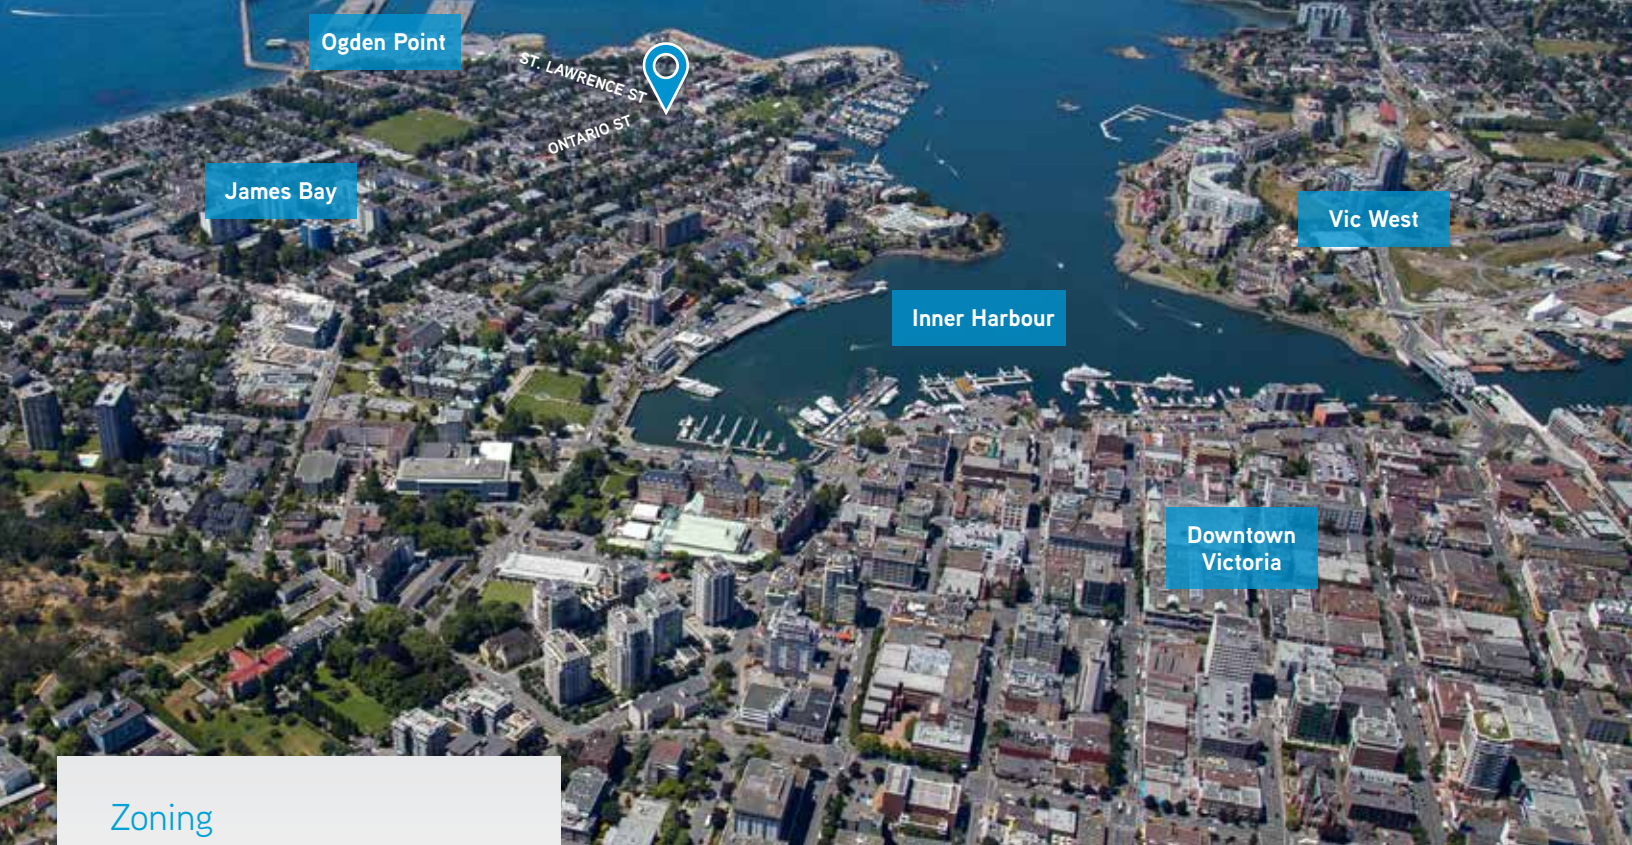 Ogden Point
ST. LAWRENCE ST
ONTARIO ST
James Bay
Vic West
Inner Harbour
Downtown
Victoria
Zoning